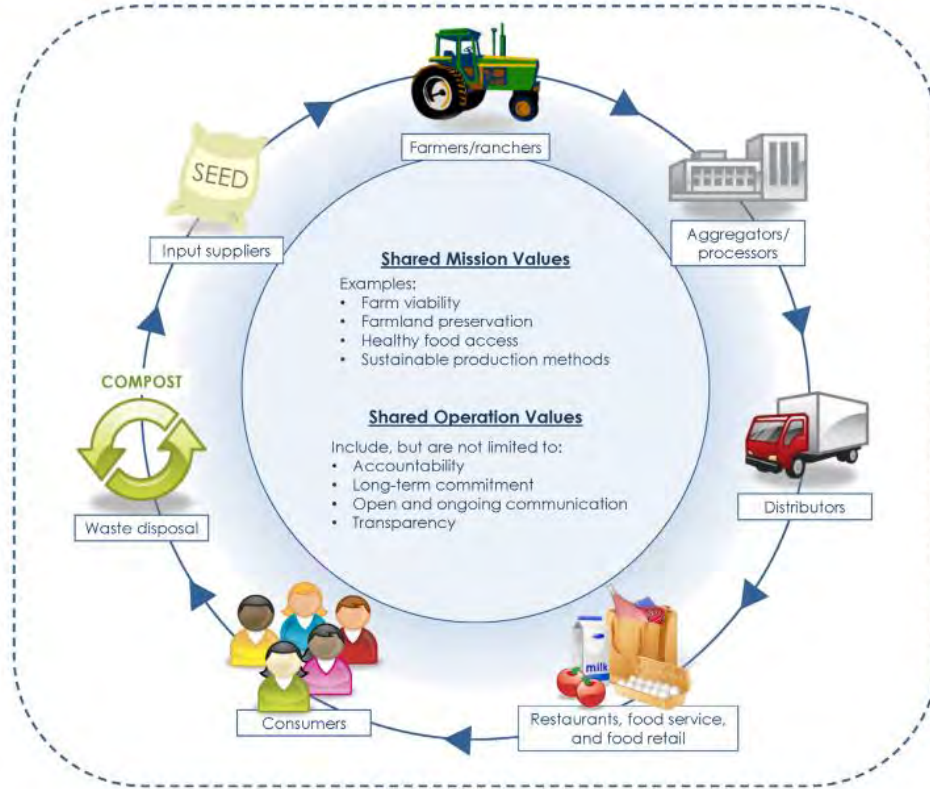 Farmers/ranchers
SEED
Input suppliers
Aggregators/
processors
Shared Mission Values
Examples:
• Farm viability
• Farmland preservation
• Healthy food access
• Sustainable production methods
COMPOST
Waste disposal
Shared Operation Values
Include, but are not limited to:
• Accountability
• Long-term commitment
• Open and ongoing communication
• Transparency
Distributors
milk
Consumers
Restaurants, food service,
and food retail